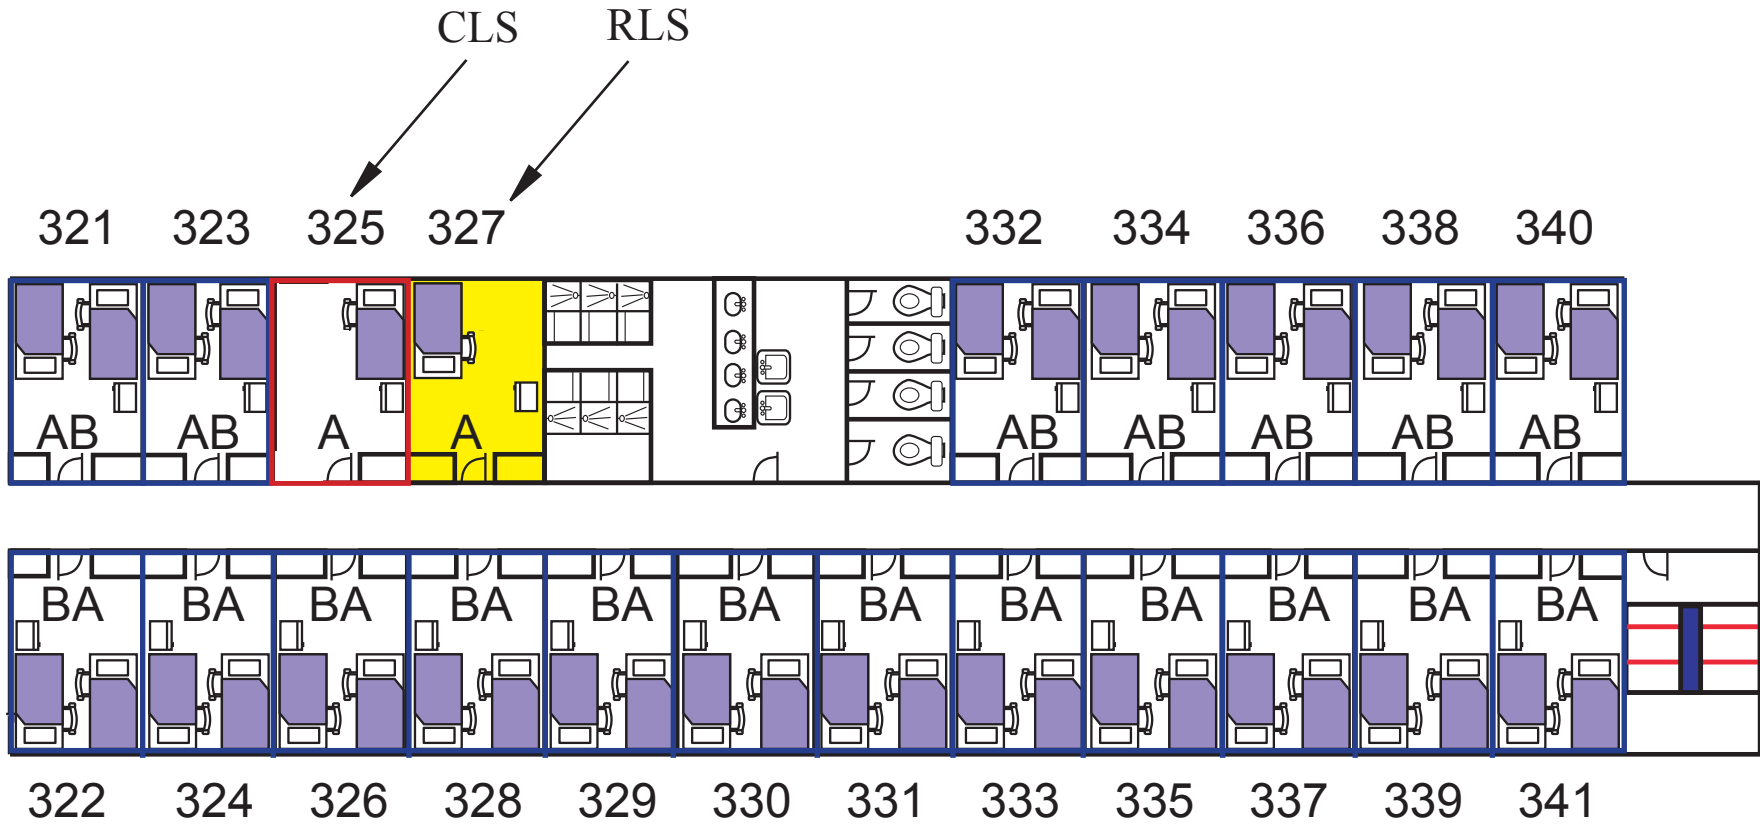 CLS RLS
321 323 325 327 332 334 336 338 340
AB AB A A AB AB AB AB AB
BA BA BA BA BA BA BA BA BA BA BA BA
322 324 326 328 329 330 331 333 335 337 339 341